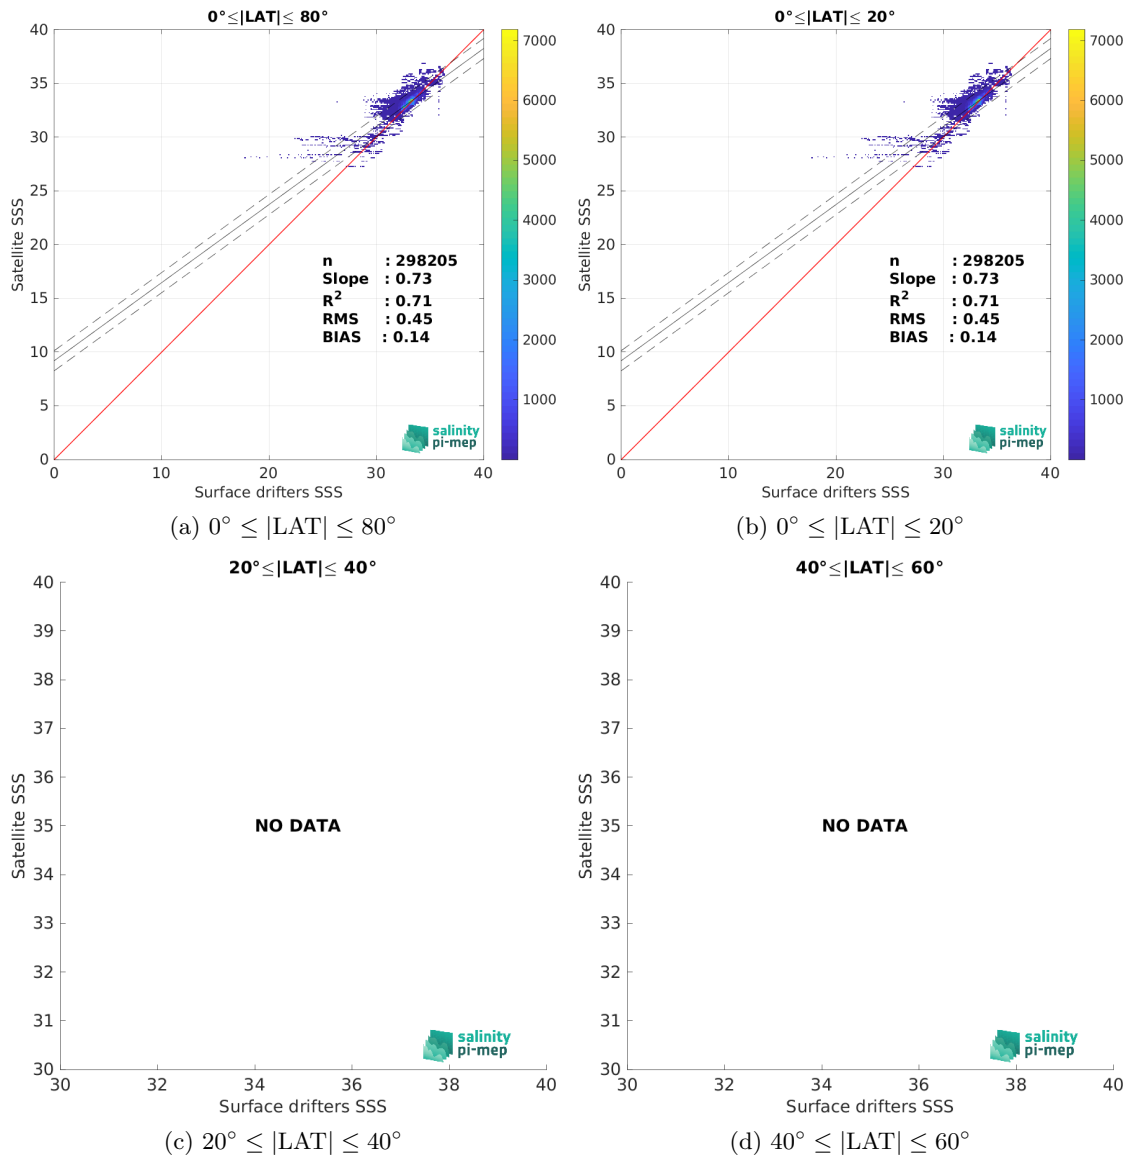 0°≤|LAT|≤ 80°
40
35
30
25
20
15
10
5
0
Satellite SSS
n : 298205
Slope : 0.73
R² : 0.71
RMS : 0.45
BIAS : 0.14
salinity
pi-mep
0 10 20 30 40
Surface drifters SSS
7000
6000
5000
4000
3000
2000
1000
(a) 0° ≤ |LAT| ≤ 80°
0°≤|LAT|≤ 20°
40
35
30
25
20
15
10
5
0
Satellite SSS
n : 298205
Slope : 0.73
R² : 0.71
RMS : 0.45
BIAS : 0.14
salinity
pi-mep
0 10 20 30 40
Surface drifters SSS
7000
6000
5000
4000
3000
2000
1000
(b) 0° ≤ |LAT| ≤ 20°
20°≤|LAT|≤ 40°
40
39
38
37
36
35
34
33
32
31
30
Satellite SSS
NO DATA
salinity
pi-mep
30 32 34 36 38 40
Surface drifters SSS
(c) 20° ≤ |LAT| ≤ 40°
40°≤|LAT|≤ 60°
40
39
38
37
36
35
34
33
32
31
30
Satellite SSS
NO DATA
salinity
pi-mep
30 32 34 36 38 40
Surface drifters SSS
(d) 40° ≤ |LAT| ≤ 60°